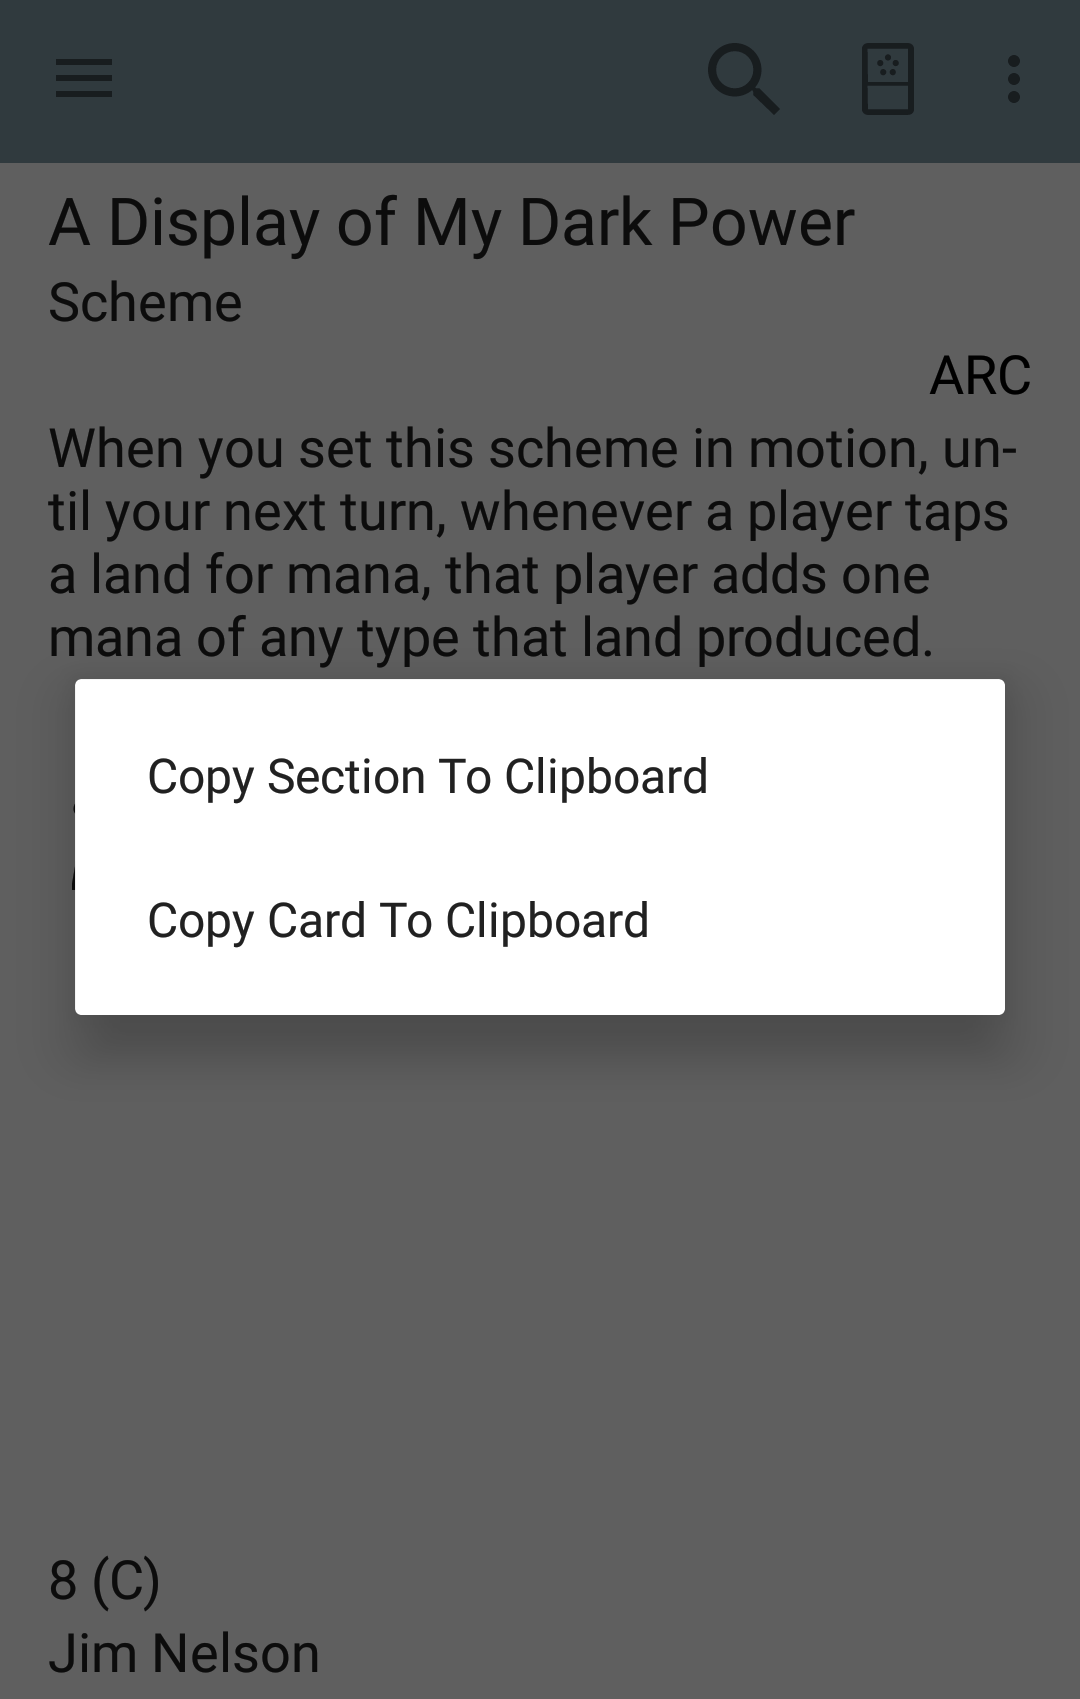 A Display of My Dark Power
Scheme
ARC
When you set this scheme in motion, un-
til your next turn, whenever a player taps
a land for mana, that player adds one
mana of any type that land produced.
Copy Section To Clipboard
Copy Card To Clipboard
8 (C)
Jim Nelson